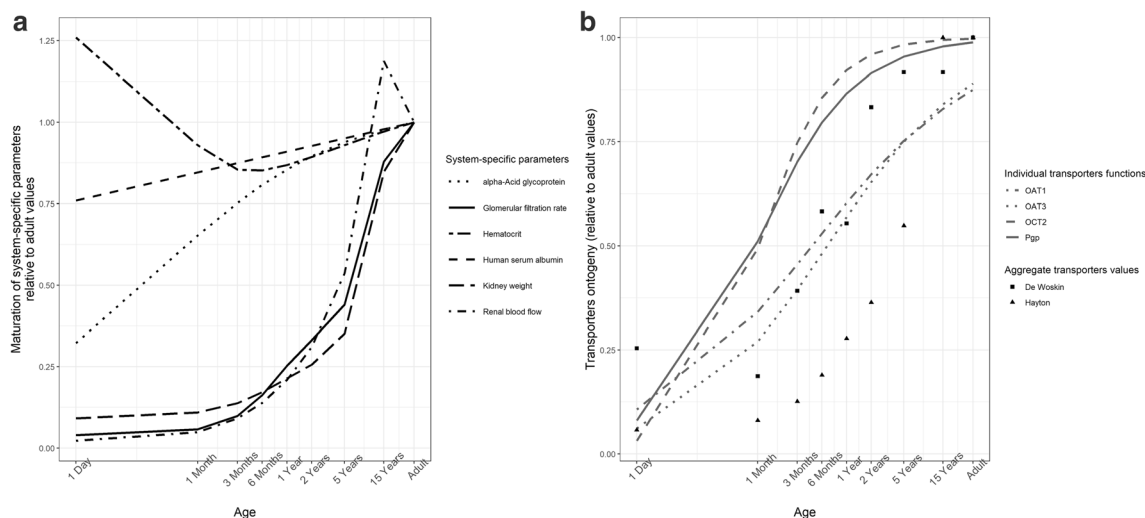 a
Maturation of system-specific parameters
relative to adult values
1.25
1.00
0.75
0.50
0.25
0.00
1 Day
1 Month
3 Months
6 Months
1 Year
2 Years
5 Years
15 Years
Adult
Age
System-specific parameters
alpha-Acid glycoprotein
Glomerular filtration rate
Hematocrit
Human serum albumin
Kidney weight
Renal blood flow
b
Transporters ontogeny (relative to adult values)
1.00
0.75
0.50
0.25
0.00
1 Day
1 Month
3 Months
6 Months
1 Year
2 Years
5 Years
15 Years
Adult
Age
Individual transporters functions
OAT1
OAT3
OCT2
Pgp
Aggregate transporters values
De Woskin
Hayton